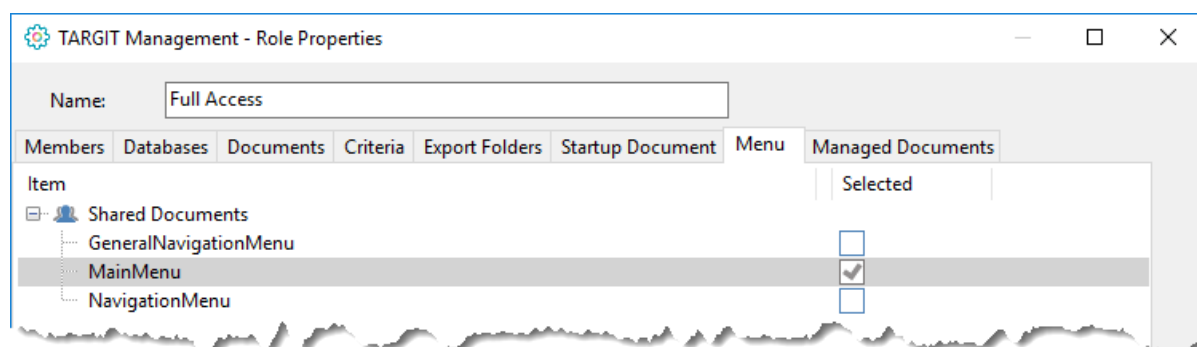 TARGIT Management - Role Properties
Name: Full Access
Members Databases Documents Criteria Export Folders Startup Document Menu Managed Documents
Item Selected
Shared Documents
GeneralNavigationMenu
MainMenu
NavigationMenu